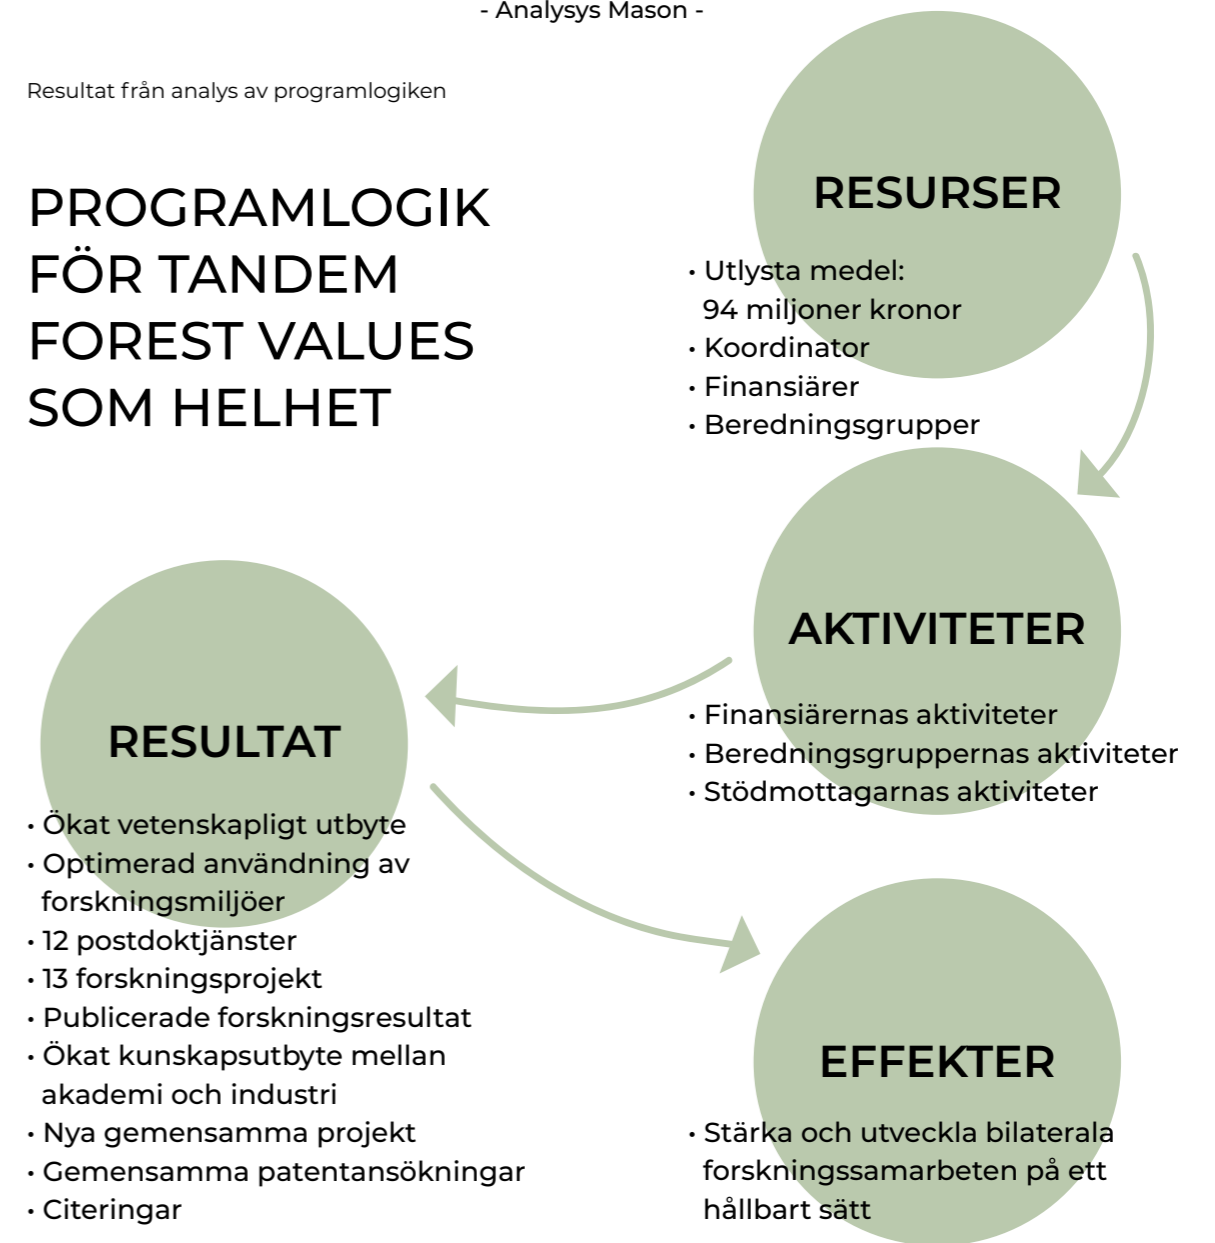 - Analysys Mason -
Resultat från analys av programlogiken
PROGRAMLOGIK
FÖR TANDEM
FOREST VALUES
SOM HELHET
RESURSER
• Utlysta medel:
94 miljoner kronor
• Koordinator
• Finansiärer
• Beredningsgrupper
AKTIVITETER
• Finansiärernas aktiviteter
• Beredningsgruppernas aktiviteter
• Stödmottagarnas aktiviteter
RESULTAT
• Ökat vetenskapligt utbyte
• Optimerad användning av
forskningsmiljöer
• 12 postdoktjänster
• 13 forskningsprojekt
• Publicerade forskningsresultat
• Ökat kunskapsutbyte mellan
akademi och industri
• Nya gemensamma projekt
• Gemensamma patentansökningar
• Citeringar
EFFEKTER
• Stärka och utveckla bilaterala
forskningssamarbeten på ett
hållbart sätt